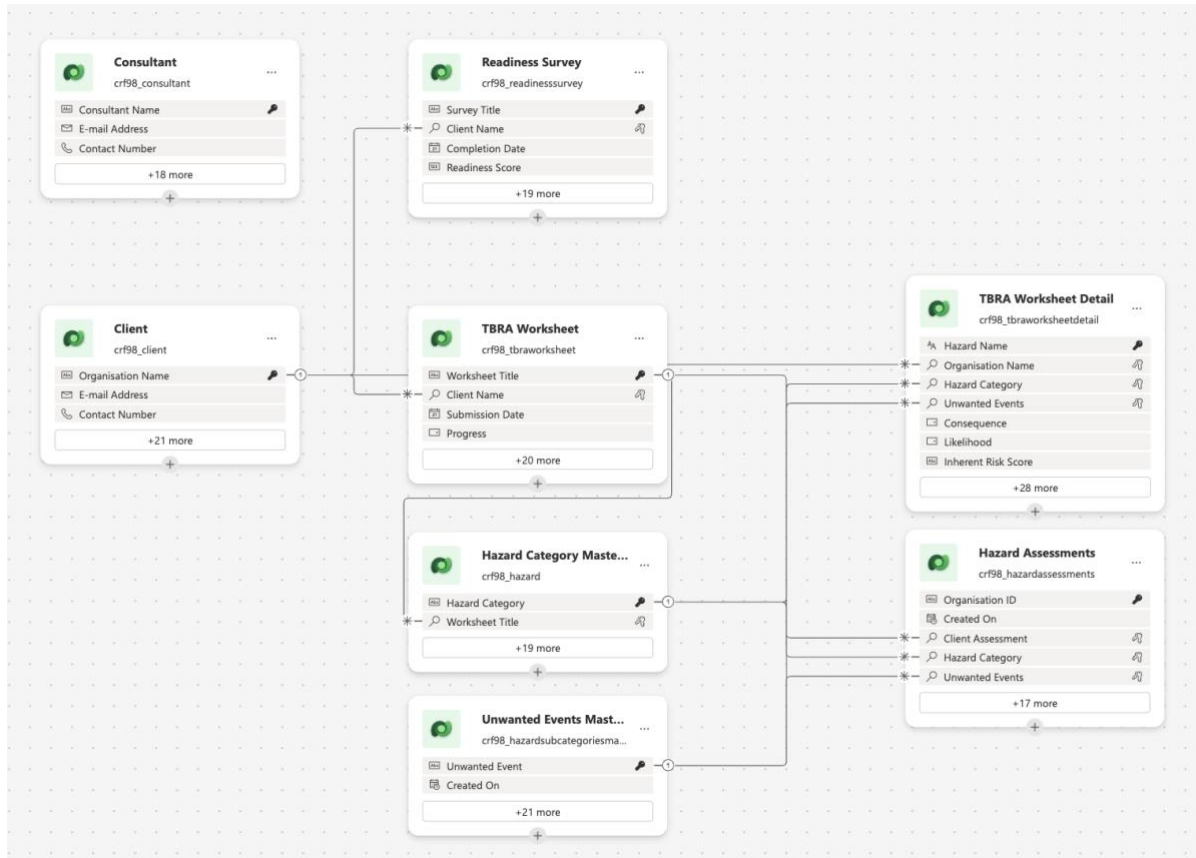 Consultant
crf98_consultant
...
Consultant Name
E-mail Address
Contact Number
+18 more
+
Readiness Survey
crf98_readinesssurvey
...
Survey Title
Client Name
Completion Date
Readiness Score
+19 more
+
Client
crf98_client
...
Organisation Name
E-mail Address
Contact Number
+21 more
+
1
TBRA Worksheet
crf98_tbraworksheet
...
Worksheet Title
Client Name
Submission Date
Progress
+20 more
+
1
Hazard Category Maste...
crf98_hazard
...
Hazard Category
Worksheet Title
+19 more
+
1
Unwanted Events Mast...
crf98_hazardsubcategoriesma...
...
Unwanted Event
Created On
+21 more
+
1
TBRA Worksheet Detail
crf98_tbraworksheetdetail
...
Hazard Name
Organisation Name
Hazard Category
Unwanted Events
Consequence
Likelihood
Inherent Risk Score
+28 more
+
Hazard Assessments
crf98_hazardassessments
...
Organisation ID
Created On
Client Assessment
Hazard Category
Unwanted Events
+17 more
+